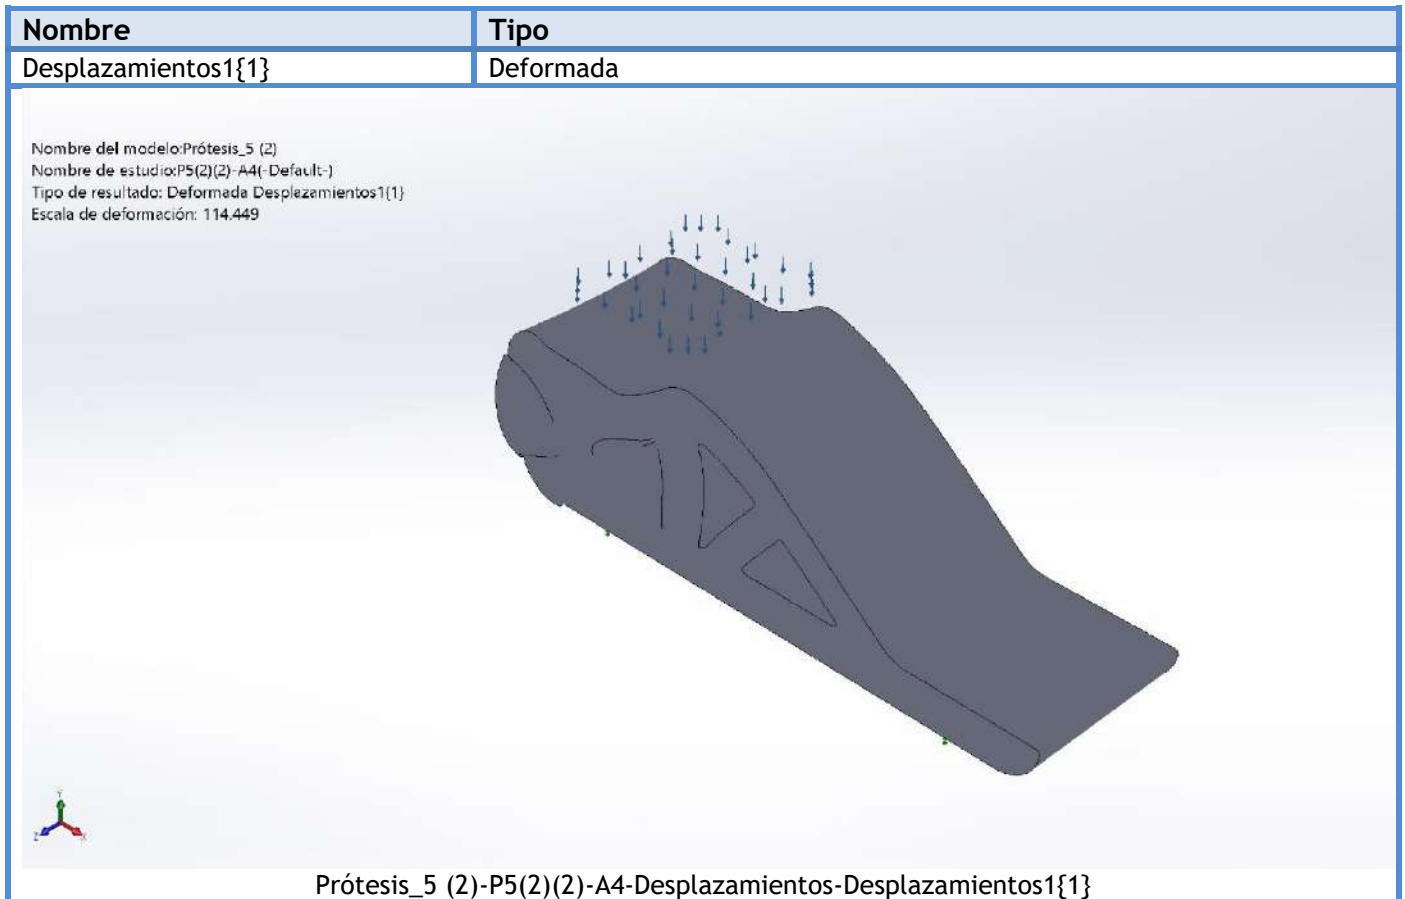 Nombre Tipo
Desplazamientos1{1} Deformada
Nombre del modelo:Prótesis_5 (2)
Nombre de estudio:P5(2)(2)-A4(-Default-)
Tipo de resultado: Deformada Desplazamientos1{1}
Escala de deformación: 114.449
Y
Z X
Prótesis_5 (2)-P5(2)(2)-A4-Desplazamientos-Desplazamientos1{1}